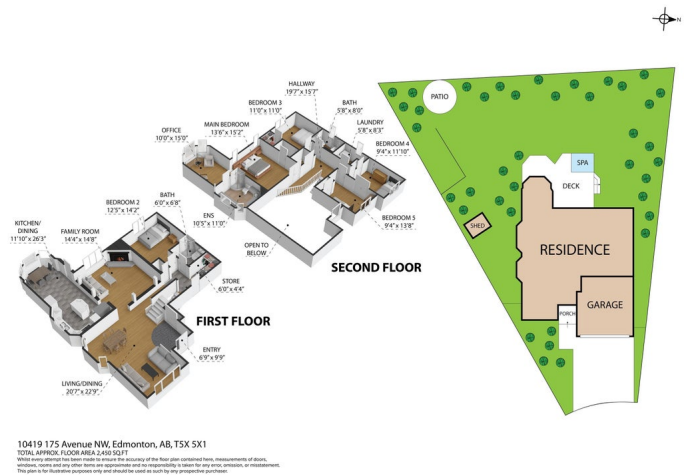 N
HALLWAY
19'7" x 15'7"
BEDROOM 3
11'0" x 11'0"
BATH
5'8" x 8'0"
MAIN BEDROOM
13'6" x 15'2"
LAUNDRY
5'8" x 8'3"
OFFICE
10'0" x 15'0"
BEDROOM 4
9'4" x 11'10"
BEDROOM 2
12'5" x 14'2"
BATH
6'0" x 6'8"
ENS
10'5" x 11'0"
BEDROOM 5
9'4" x 13'8"
KITCHEN/
DINING
11'10" x 26'3"
FAMILY ROOM
14'4" x 14'8"
OPEN TO
BELOW
SECOND FLOOR
STORE
6'0" x 4'4"
FIRST FLOOR
ENTRY
6'9" x 9'9"
LIVING/DINING
20'7" x 22'9"
PATIO
SPA
DECK
SHED
RESIDENCE
GARAGE
PORCH
10419 175 Avenue NW, Edmonton, AB, T5X 5X1
TOTAL APPROX. FLOOR AREA 2,450 SQ.FT
Whilst every attempt has been made to ensure the accuracy of the floor plan contained here, measurements of doors,
windows, rooms and any other items are approximate and no responsibility is taken for any error, omission, or misstatement.
This plan is for illustrative purposes only and should be used as such by any prospective purchaser.